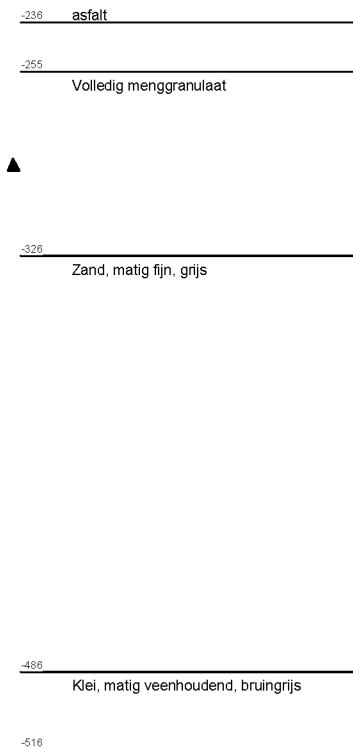 -236 asfalt
-255
Volledig menggranulaat
-326
Zand, matig fijn, grijs
-486
Klei, matig veenhoudend, bruingrijs
-516